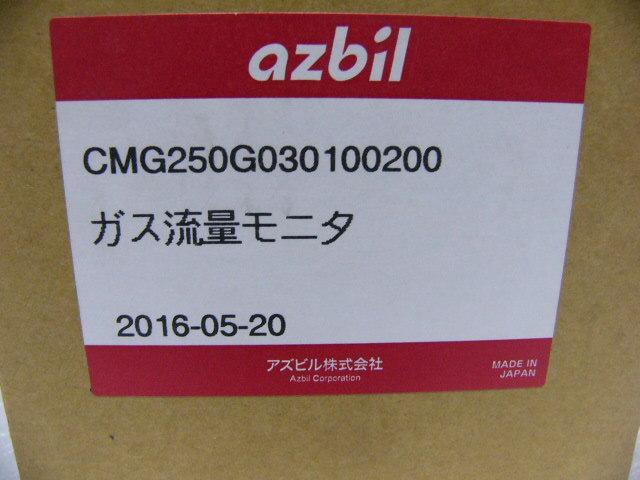 azbil
CMG250G030100200
ガス流量モニタ
2016-05-20
アズビル株式会社
Azbil Corporation
MADE IN
JAPAN